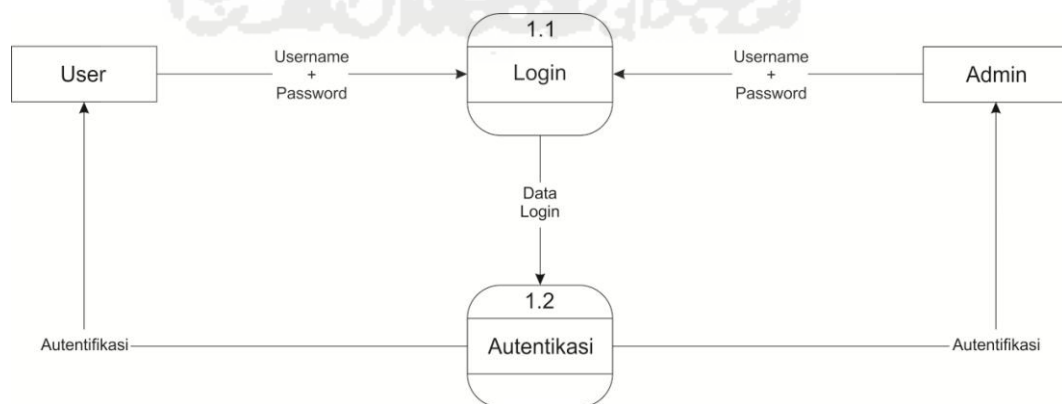 1.1
User
Username
+
Password
Login
Username
+
Password
Admin
Data
Login
1.2
Autentifikasi
Autentikasi
Autentifikasi